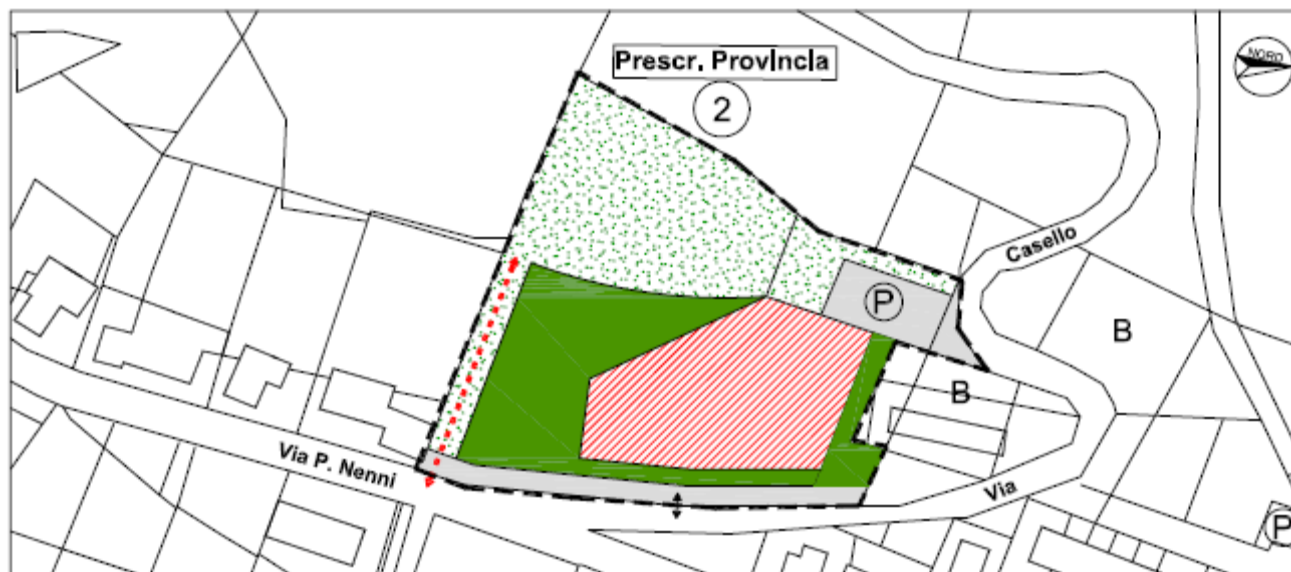 Prescr. Provincia
2
NORD
Casello
P
B
B
Via P. Nenni
Via
P